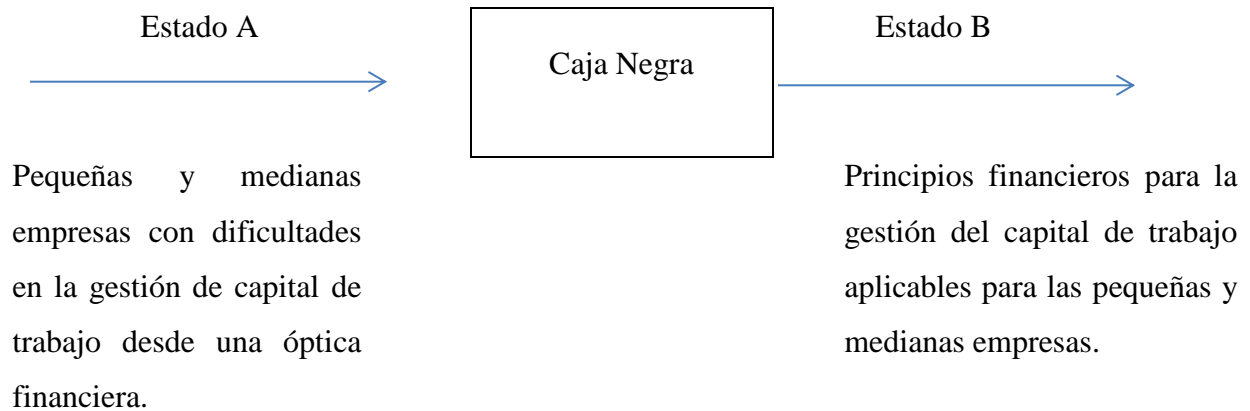 Estado A
Caja Negra
Estado B
Pequeñas y medianas
empresas con dificultades
en la gestión de capital de
trabajo desde una óptica
financiera.
Principios financieros para la
gestión del capital de trabajo
aplicables para las pequeñas y
medianas empresas.